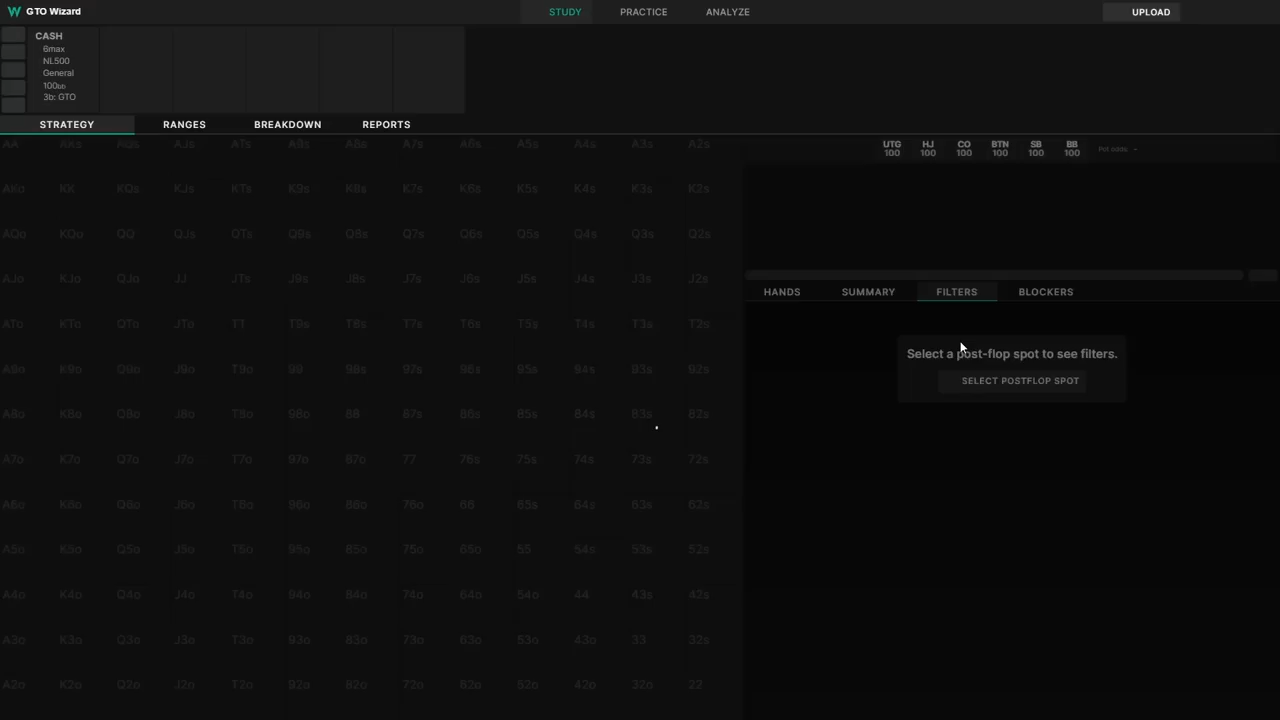 GTO Wizard
STUDY PRACTICE ANALYZE UPLOAD
CASH
6max
NL500
General
100bb
3b: GTO
STRATEGY RANGES BREAKDOWN REPORTS
UTG HJ CO BTN SB BB
100 100 100 100 100 100
Pot odds: -
HANDS SUMMARY FILTERS BLOCKERS
Select a post-flop spot to see filters.
SELECT POSTFLOP SPOT
AA AKs AQs AJs ATs A9s A8s A7s A6s A5s A4s A3s A2s
AKo KK KQs KJs KTs K9s K8s K7s K6s K5s K4s K3s K2s
AQo KQo QQ QJs QTs Q9s Q8s Q7s Q6s Q5s Q4s Q3s Q2s
AJo KJo QJo JJ JTs J9s J8s J7s J6s J5s J4s J3s J2s
ATo KTo QTo JTo TT T9s T8s T7s T6s T5s T4s T3s T2s
A9o K9o Q9o J9o T9o 99 98s 97s 96s 95s 94s 93s 92s
A8o K8o Q8o J8o T8o 98o 88 87s 86s 85s 84s 83s 82s
A7o K7o Q7o J7o T7o 97o 87o 77 76s 75s 74s 73s 72s
A6o K6o Q6o J6o T6o 96o 86o 76o 66 65s 64s 63s 62s
A5o K5o Q5o J5o T5o 95o 85o 75o 65o 55 54s 53s 52s
A4o K4o Q4o J4o T4o 94o 84o 74o 64o 54o 44 43s 42s
A3o K3o Q3o J3o T3o 93o 83o 73o 63o 53o 43o 33 32s
A2o K2o Q2o J2o T2o 92o 82o 72o 62o 52o 42o 32o 22